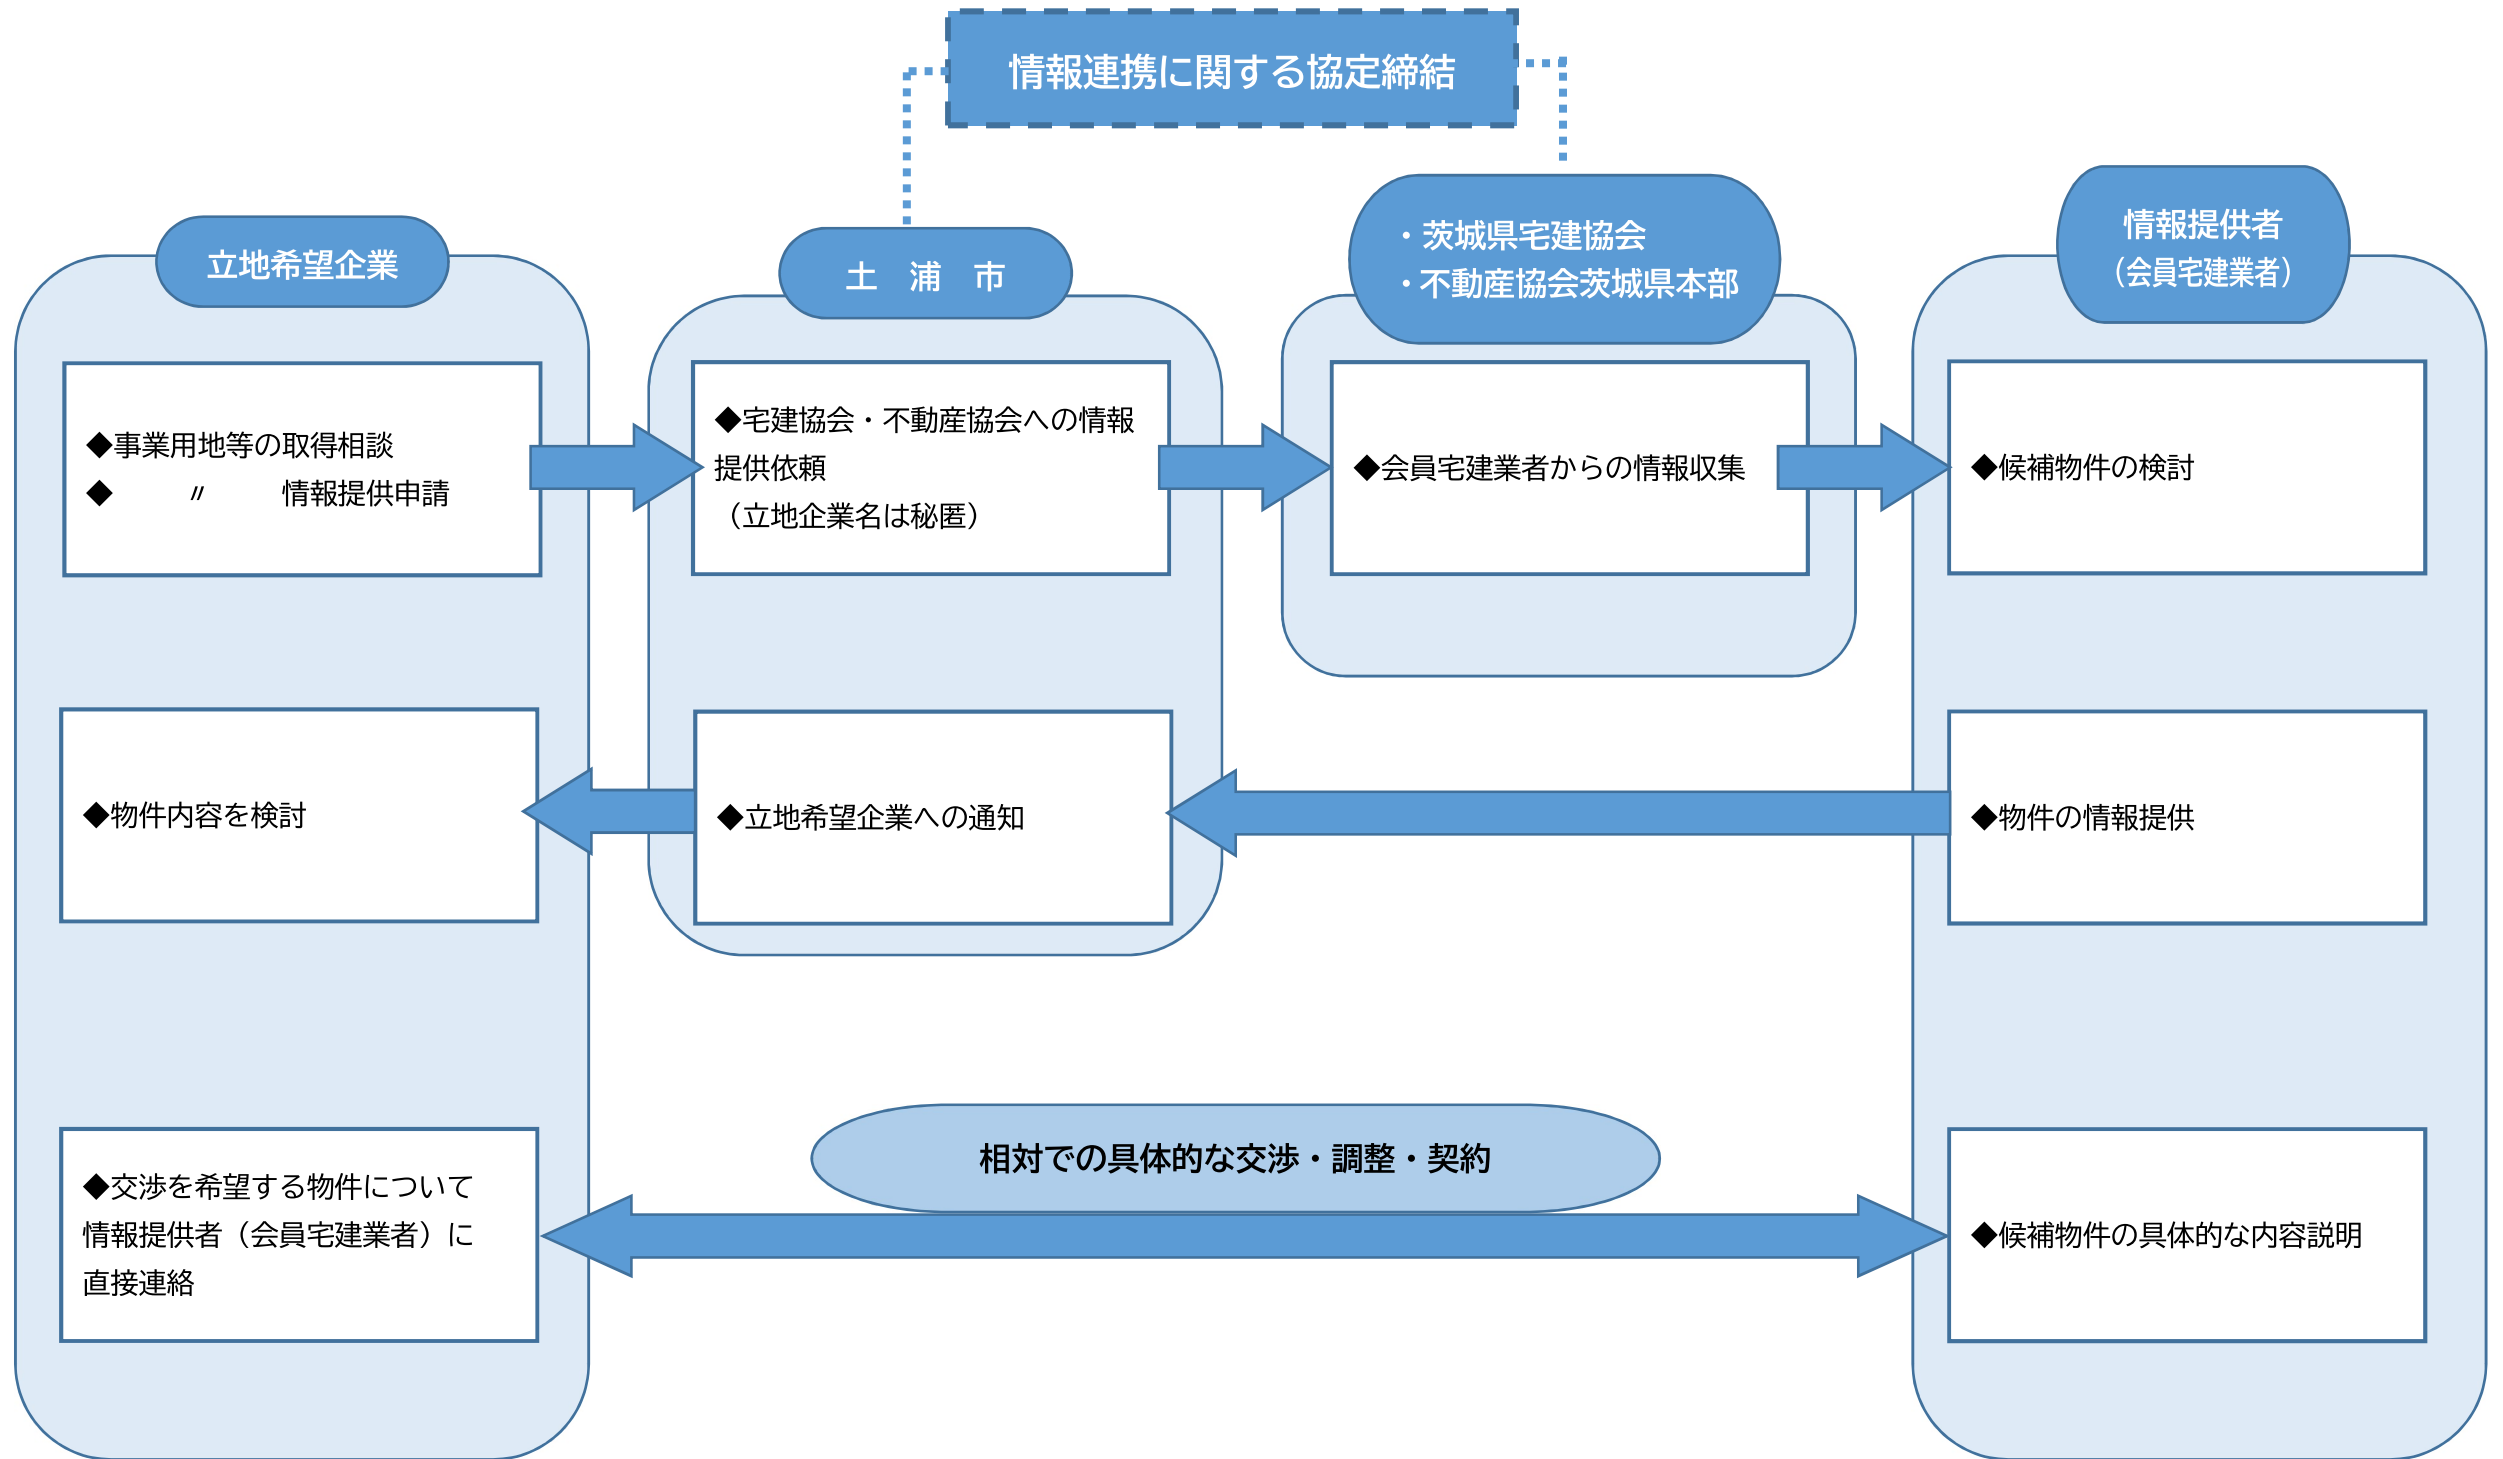 情報連携に関する協定締結
立地希望企業
土　浦　市
・茨城県宅建協会
・不動産協会茨城県本部
情報提供者
（会員宅建業者）
◆事業用地等の取得相談
◆　　　〃　　　情報提供申請
◆宅建協会・不動産協会への情報
提供依頼
（立地企業名は秘匿）
◆会員宅建業者からの情報収集
◆候補物件の検討
◆物件内容を検討
◆立地希望企業への通知
◆物件の情報提供
相対での具体的な交渉・調整・契約
◆交渉を希望する物件について
情報提供者（会員宅建業者）に
直接連絡
◆候補物件の具体的な内容説明